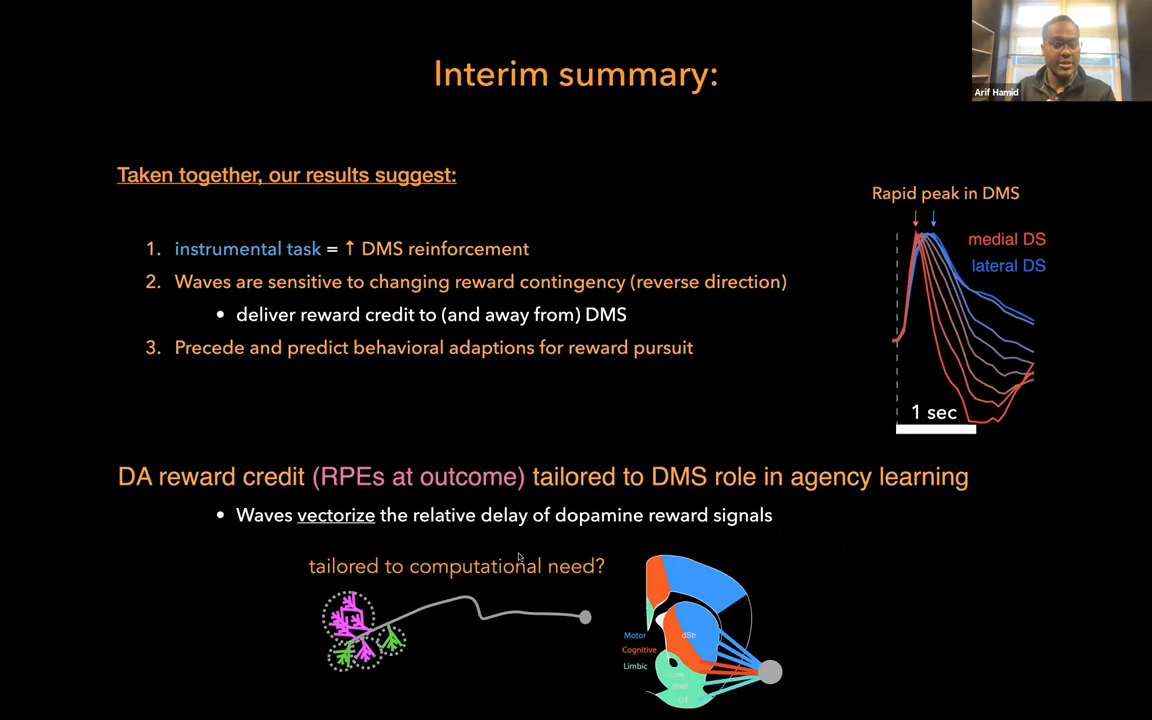 Interim summary:
Arif Hamid
Taken together, our results suggest:
1. instrumental task = ↑ DMS reinforcement
2. Waves are sensitive to changing reward contingency (reverse direction)
• deliver reward credit to (and away from) DMS
3. Precede and predict behavioral adaptions for reward pursuit
Rapid peak in DMS
medial DS
lateral DS
1 sec
DA reward credit (RPEs at outcome) tailored to DMS role in agency learning
• Waves vectorize the relative delay of dopamine reward signals
tailored to computational need?
Motor
dStr
Cognitive
Limbic